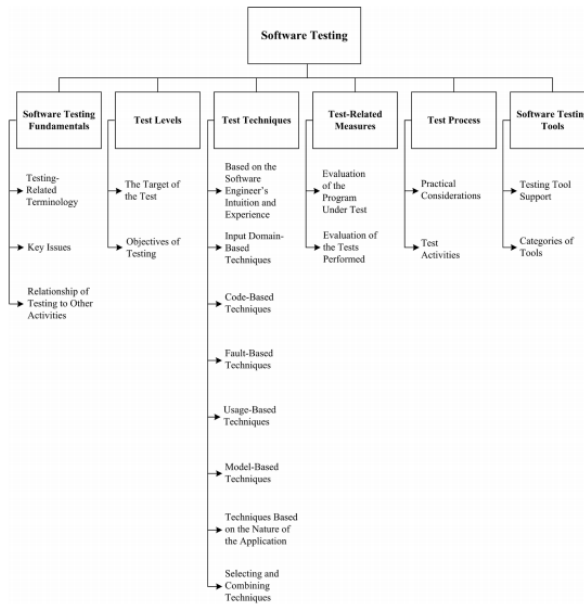 Software Testing
Software Testing
Fundamentals
Test Levels
Test Techniques
Test-Related
Measures
Test Process
Software Testing
Tools
Testing-
Related
Terminology
Key Issues
Relationship of
Testing to Other
Activities
The Target of
the Test
Objectives of
Testing
Based on the
Software
Engineer's
Intuition and
Experience
Input Domain-
Based
Techniques
Code-Based
Techniques
Fault-Based
Techniques
Usage-Based
Techniques
Model-Based
Techniques
Techniques Based
on the Nature of
the Application
Selecting and
Combining
Techniques
Evaluation
of the
Program
Under Test
Evaluation of
the Tests
Performed
Practical
Considerations
Test
Activities
Testing Tool
Support
Categories of
Tools